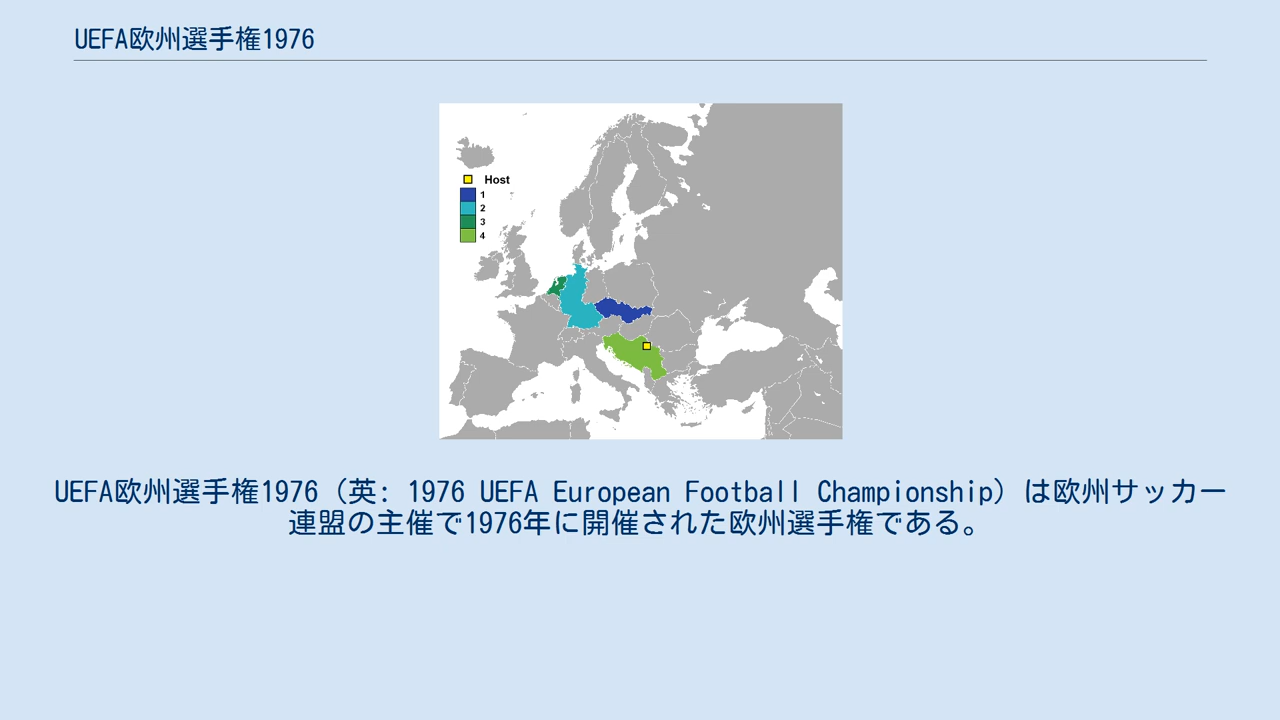 UEFA欧州選手権1976
Host
1
2
3
4
UEFA欧州選手権1976（英: 1976 UEFA European Football Championship）は欧州サッカー
連盟の主催で1976年に開催された欧州選手権である。